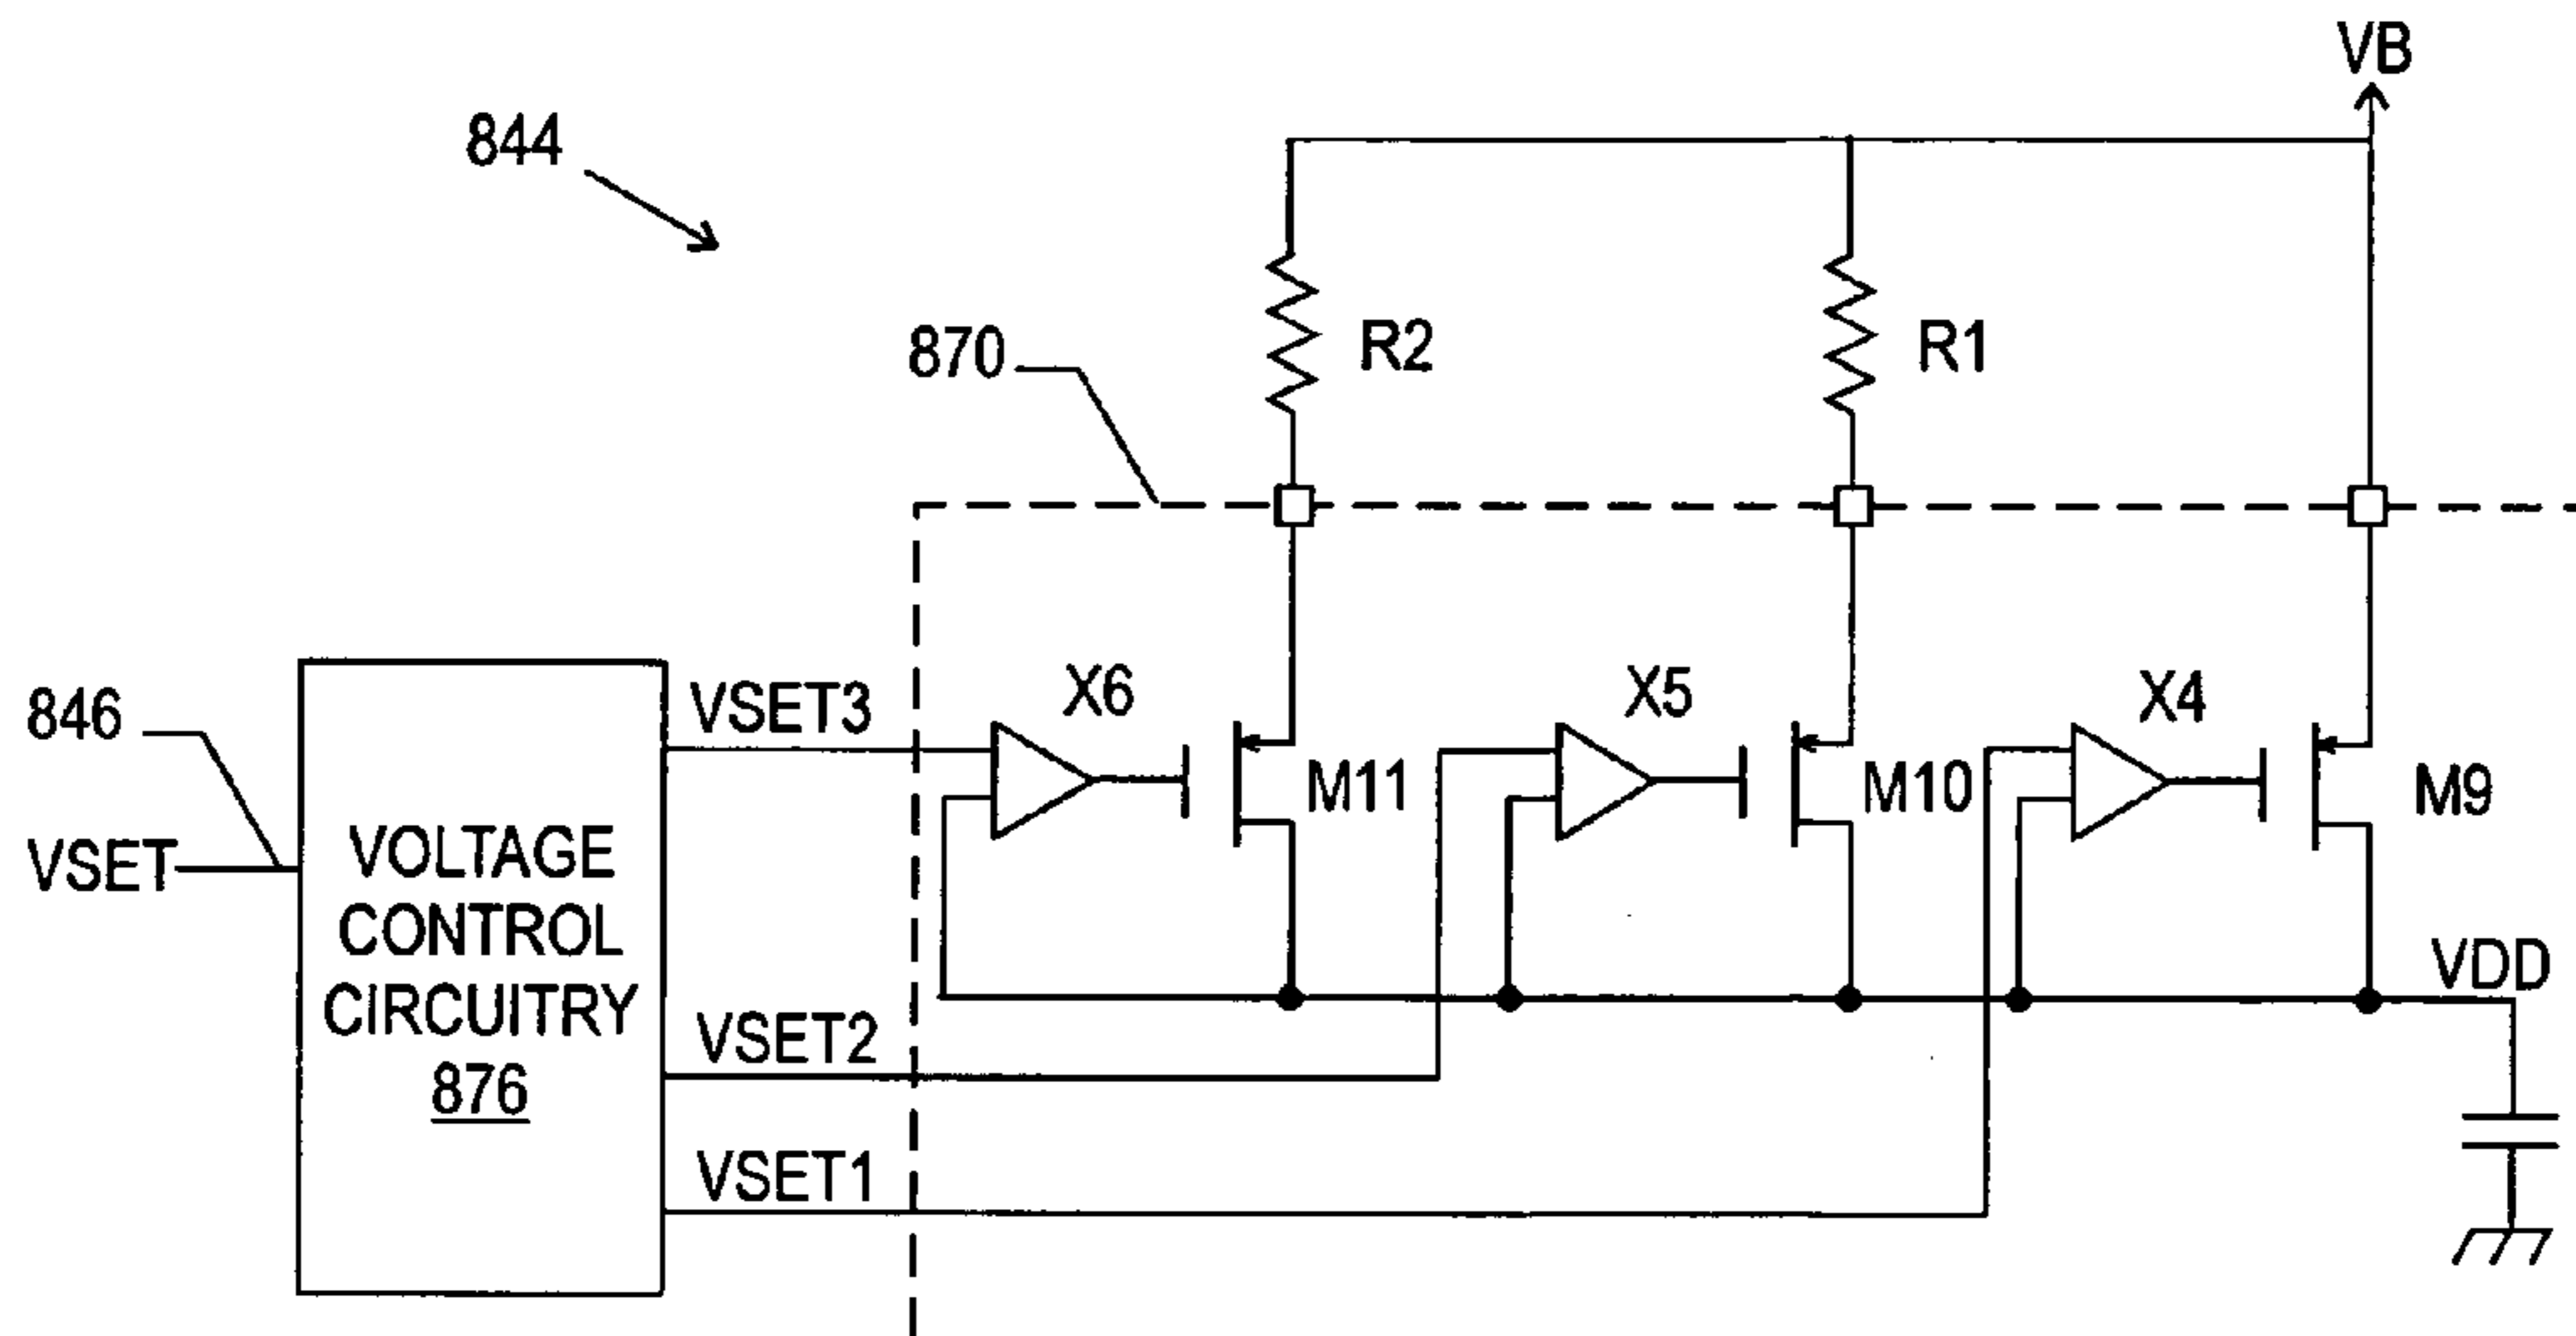 VB
844
R2
R1
870
X6
X5
X4
VSET3
846
M11
M10
M9
VSET
VOLTAGE
CONTROL
CIRCUITRY
876
VDD
VSET2
VSET1